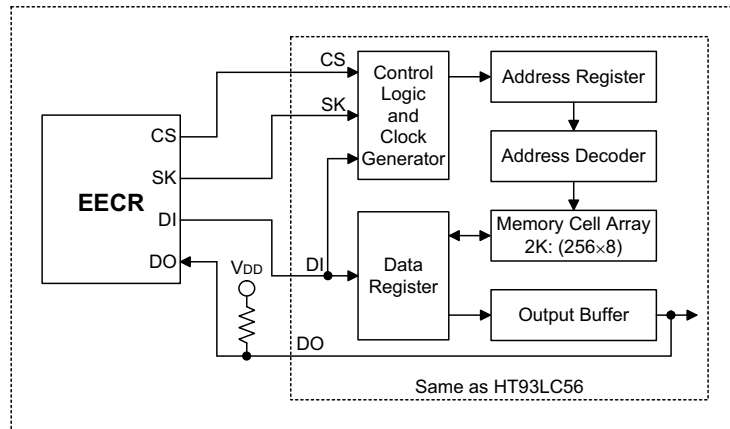 EECR
CS
SK
DI
DO
VDD
CS
SK
DI
DO
Control
Logic
and
Clock
Generator
Address Register
Address Decoder
Memory Cell Array
2K: (256×8)
Data
Register
Output Buffer
Same as HT93LC56